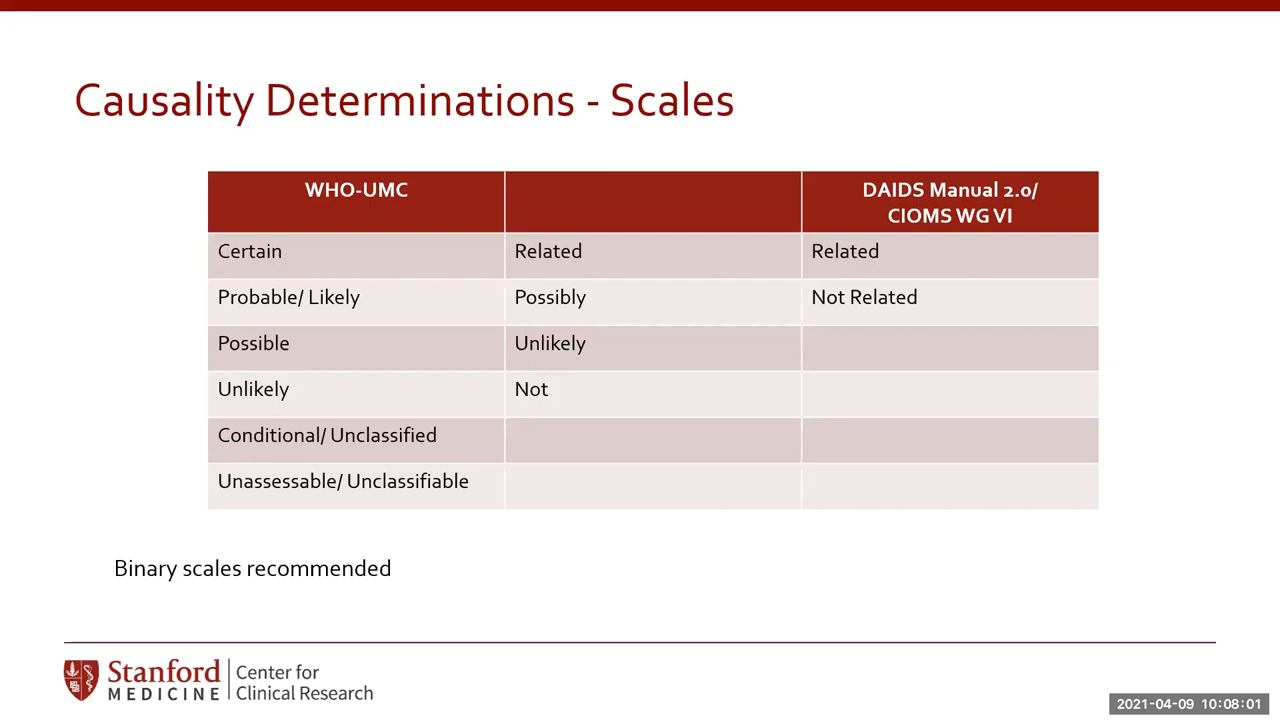 Causality Determinations - Scales
WHO-UMC
DAIDS Manual 2.0/
CIOMS WG VI
Certain Related Related
Probable/ Likely Possibly Not Related
Possible Unlikely
Unlikely Not
Conditional/ Unclassified
Unassessable/ Unclassifiable
Binary scales recommended
Stanford
MEDICINE
Center for
Clinical Research
2021-04-09 10:08:01